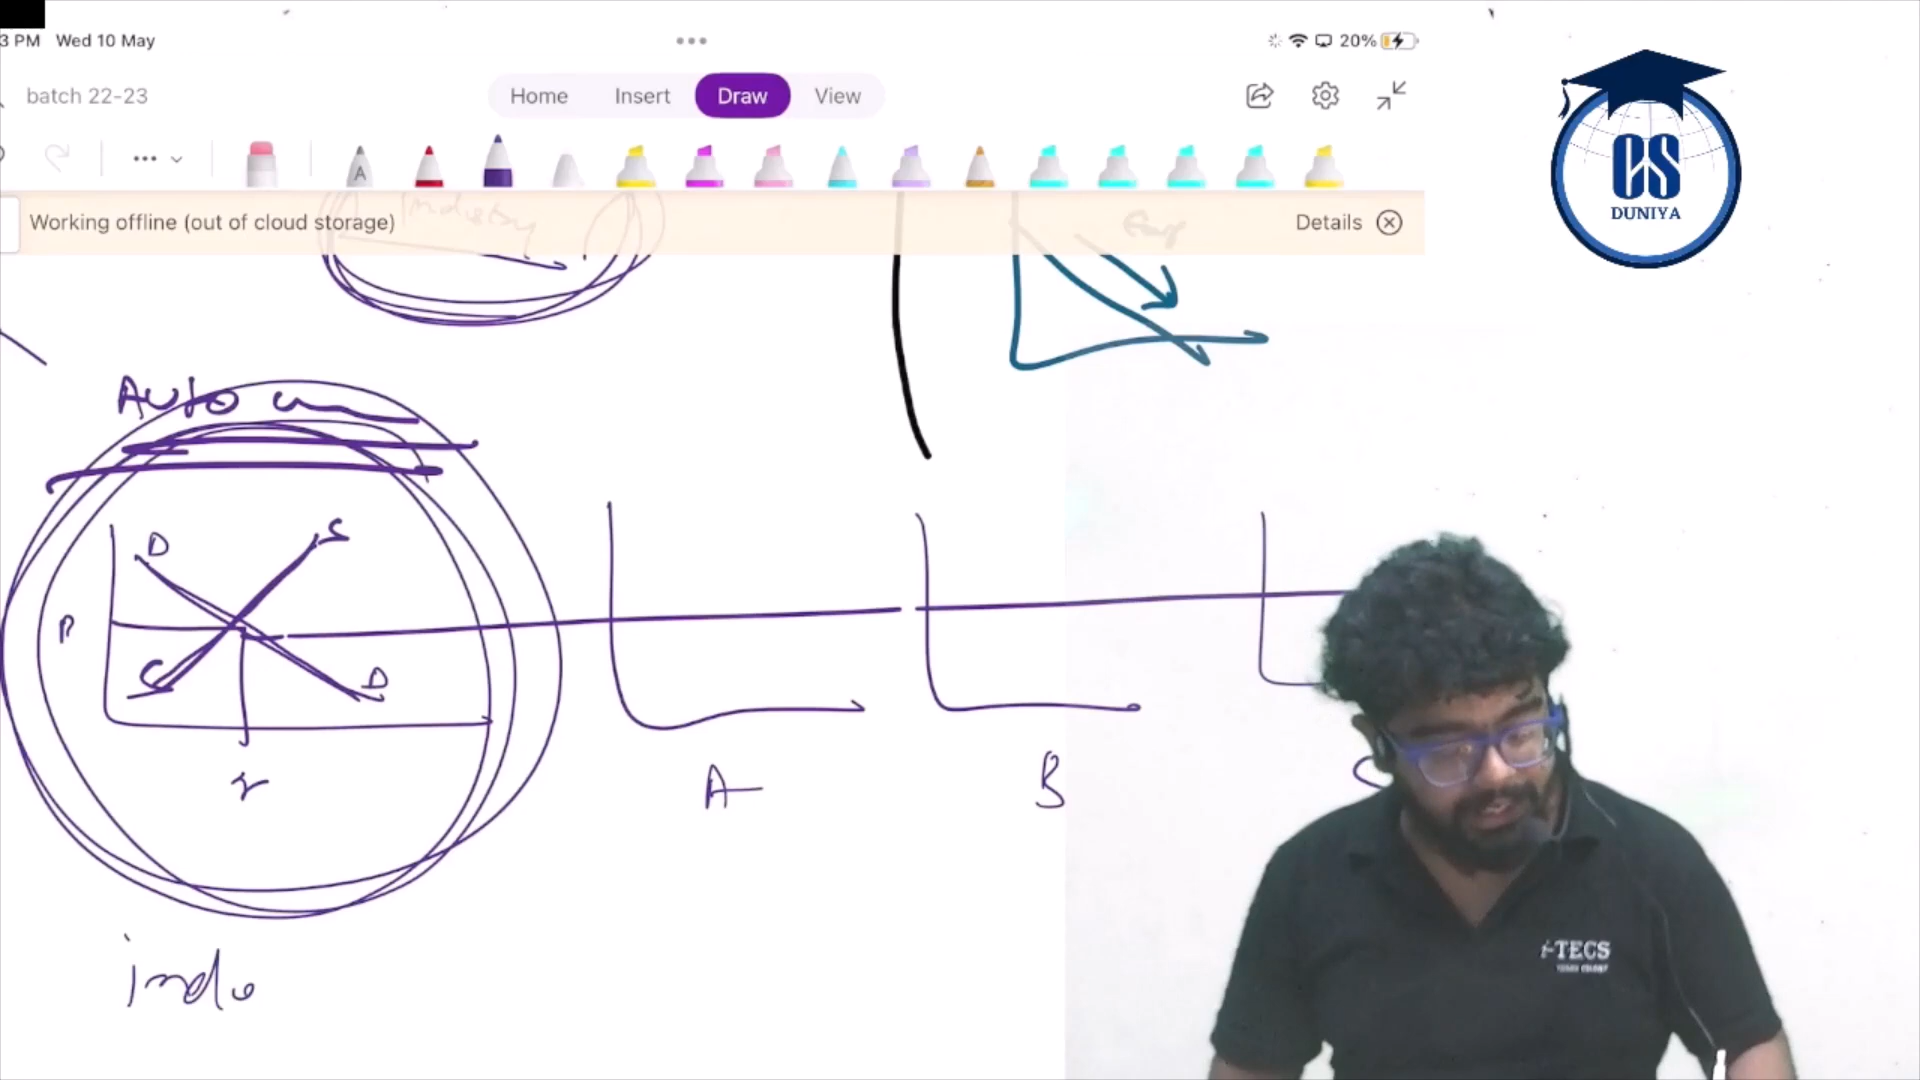 3 PM Wed 10 May
20%
batch 22-23
Home Insert Draw View
A
Working offline (out of cloud storage)
Details
Industry
CS
DUNIYA
Auto
D S
P
D
A B
indu
i-TECS